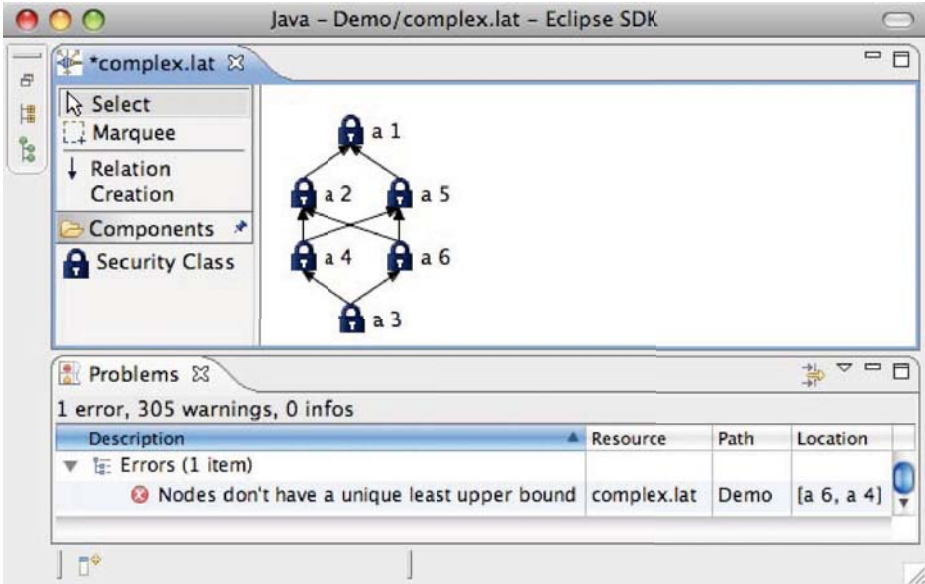 Java – Demo/complex.lat – Eclipse SDK
*complex.lat
Select
Marquee
Relation
Creation
Components
Security Class
a 1
a 2
a 5
a 4
a 6
a 3
Problems
1 error, 305 warnings, 0 infos
Description Resource Path Location
Errors (1 item)
Nodes don't have a unique least upper bound complex.lat Demo [a 6, a 4]